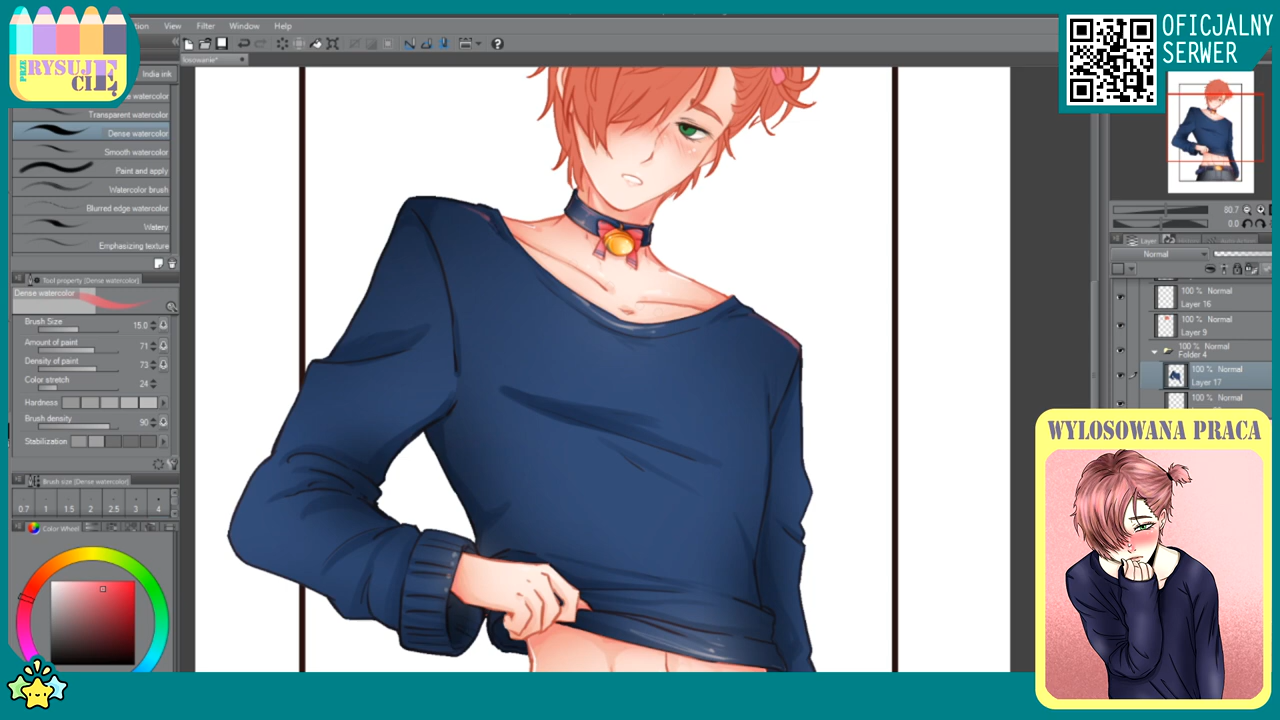 PRZE
RYSUJE
CIĘ
View Filter Window Help
India ink
Transparent watercolor
Dense watercolor
Smooth watercolor
Paint and apply
Watercolor brush
Blurred edge watercolor
Watery
Emphasizing texture
Tool property [Dense watercolor]
Dense watercolor
Brush Size 15.0
Amount of paint 71
Density of paint 73
Color stretch 24
Hardness
Brush density 90
Stabilization
Brush size [Dense watercolor]
0.7 1 1.5 2 2.5 3 4
Color Wheel
OFICJALNY
SERWER
80.7
0.0
Layer
Normal
100 % Normal
Layer 16
100 % Normal
Layer 9
100 % Normal
Folder 4
100 % Normal
Layer 17
100 % Normal
WYLOSOWANA PRACA